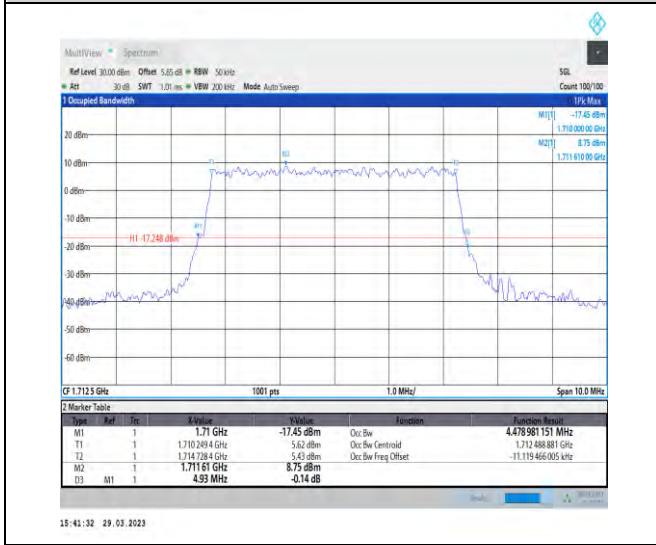 MultiView Spectrum
Ref Level 30.00 dBm Offset 5.85 dB RBW 50 kHz SGL
Att 30 dB SWT 1.01 ms VBW 200 kHz Mode Auto Sweep Count 100/100
1 Occupied Bandwidth 1Pk Max
M1[1] -17.45 dBm
1.710 000 00 GHz
M2[1] 8.75 dBm
1.711 610 00 GHz
20 dBm
10 dBm
0 dBm
-10 dBm
-20 dBm
-30 dBm
-40 dBm
-50 dBm
-60 dBm
T1
M2
T2
M1
H1 -17.248 dBm
CF 1.712 5 GHz 1001 pts 1.0 MHz/ Span 10.0 MHz
2 Marker Table
Type Ref Trc X-Value Y-Value Function Function Result
M1 1 1.71 GHz -17.45 dBm Occ Bw 4.478 981 151 MHz
T1 1 1.710 249 4 GHz 5.62 dBm Occ Bw Centroid 1.712 488 881 GHz
T2 1 1.714 728 4 GHz 5.43 dBm Occ Bw Freq Offset -11.119 466 005 kHz
M2 1 1.711 61 GHz 8.75 dBm
D3 M1 1 4.93 MHz -0.14 dB
15:41:32 29.03.2023